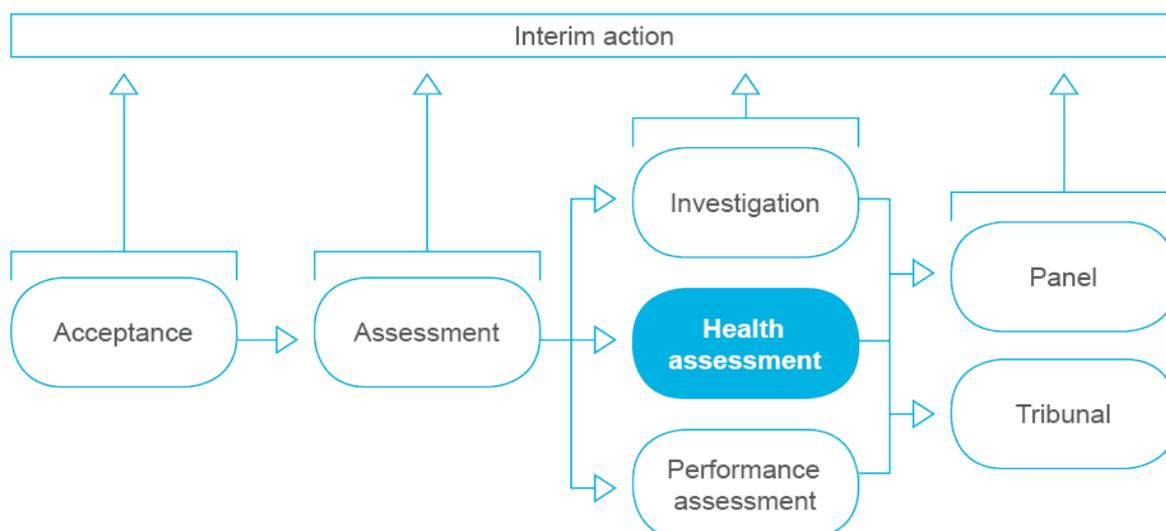 Interim action
Acceptance
Assessment
Investigation
Health
assessment
Performance
assessment
Panel
Tribunal